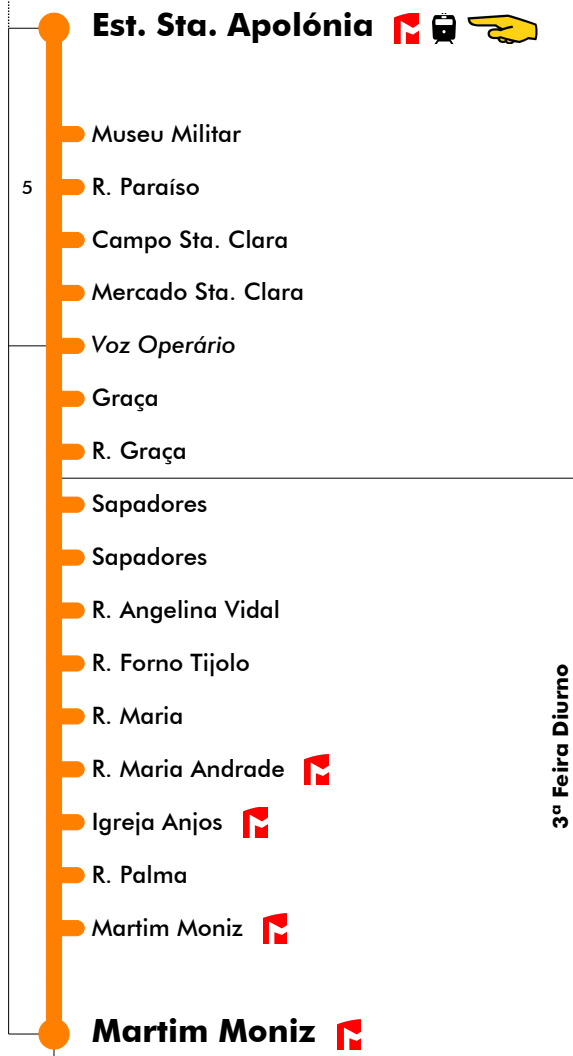 Est. Sta. Apolónia
Museu Militar
5
R. Paraíso
Campo Sta. Clara
Mercado Sta. Clara
Voz Operário
Graça
R. Graça
Sapadores
Sapadores
R. Angelina Vidal
R. Forno Tijolo
R. Maria
R. Maria Andrade
Igreja Anjos
R. Palma
Martim Moniz
Martim Moniz
3ª Feira Diurno